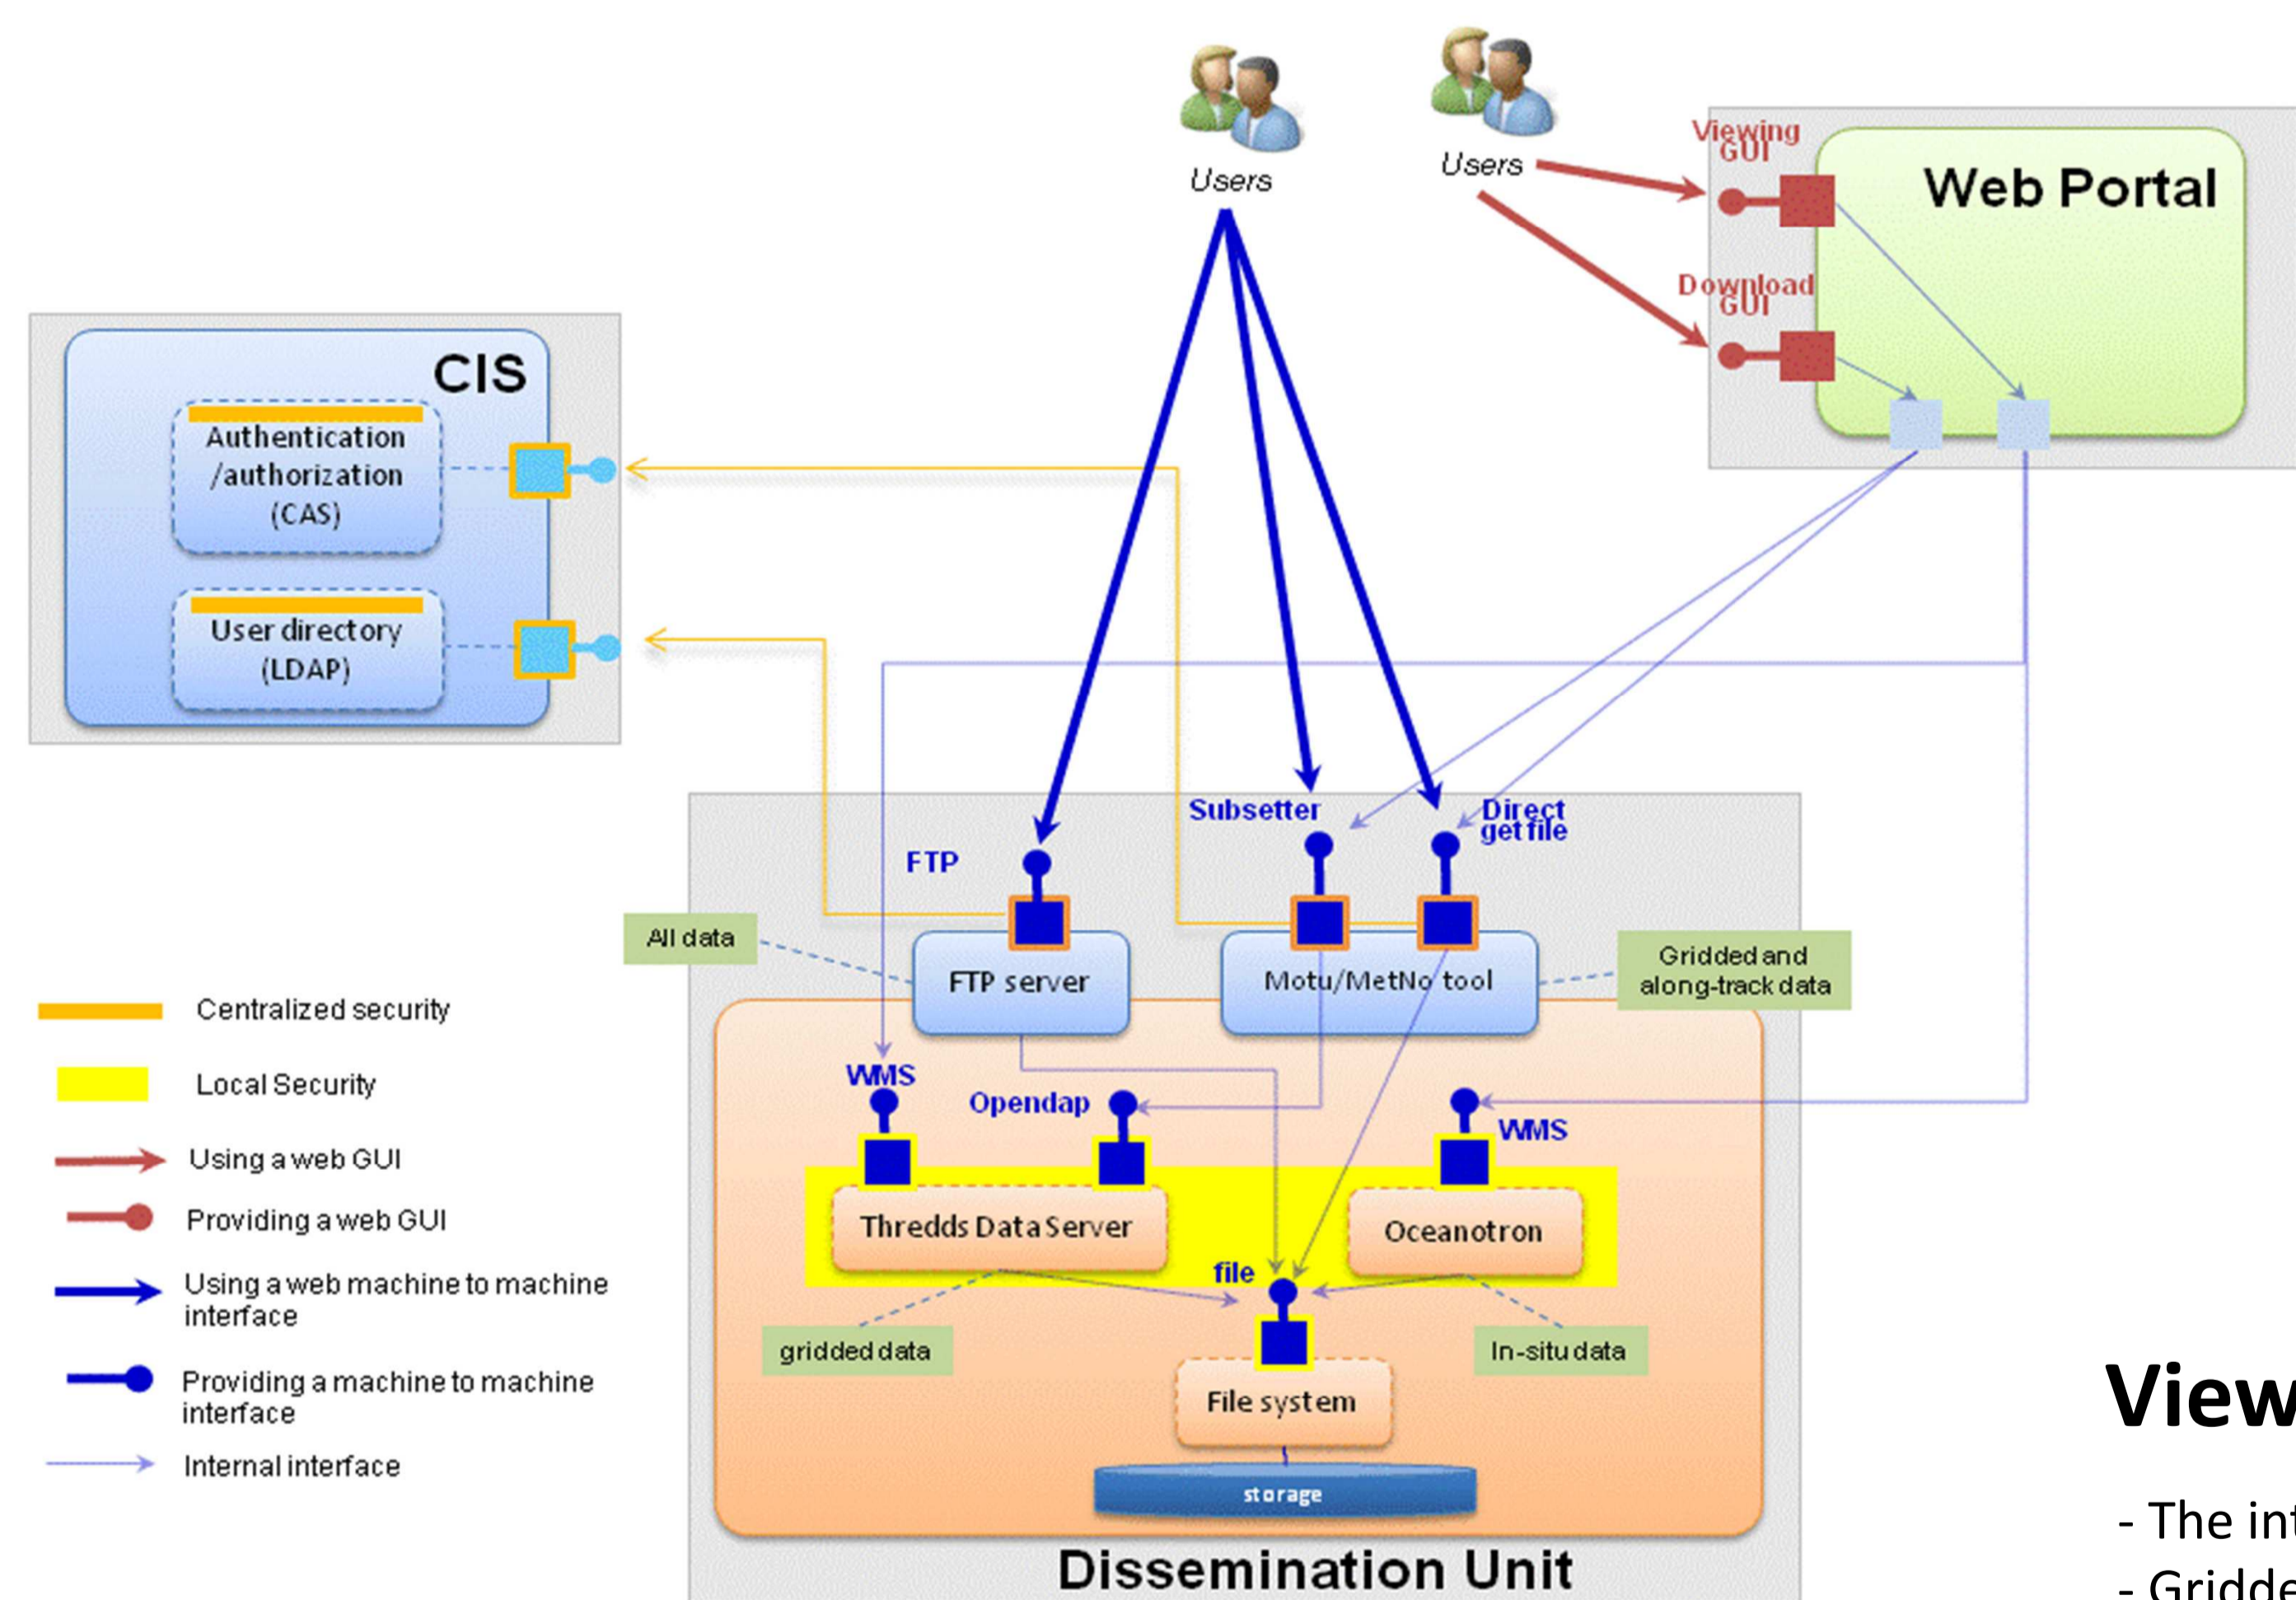 Users
Users
Viewing
GUI
Web Portal
Download
GUI
CIS
Authentication
/authorization
(CAS)
User directory
(LDAP)
Subsetter
Direct
get file
FTP
All data
FTP server
Motu/MetNo tool
Gridded and
along-track data
Centralized security
Local Security
Using a web GUI
Providing a web GUI
Using a web machine to machine
interface
Providing a machine to machine
interface
Internal interface
WMS
Opendap
WMS
Thredds Data Server
Oceanotron
file
gridded data
In-situ data
File system
storage
Dissemination Unit
View
- The int
- Gridde